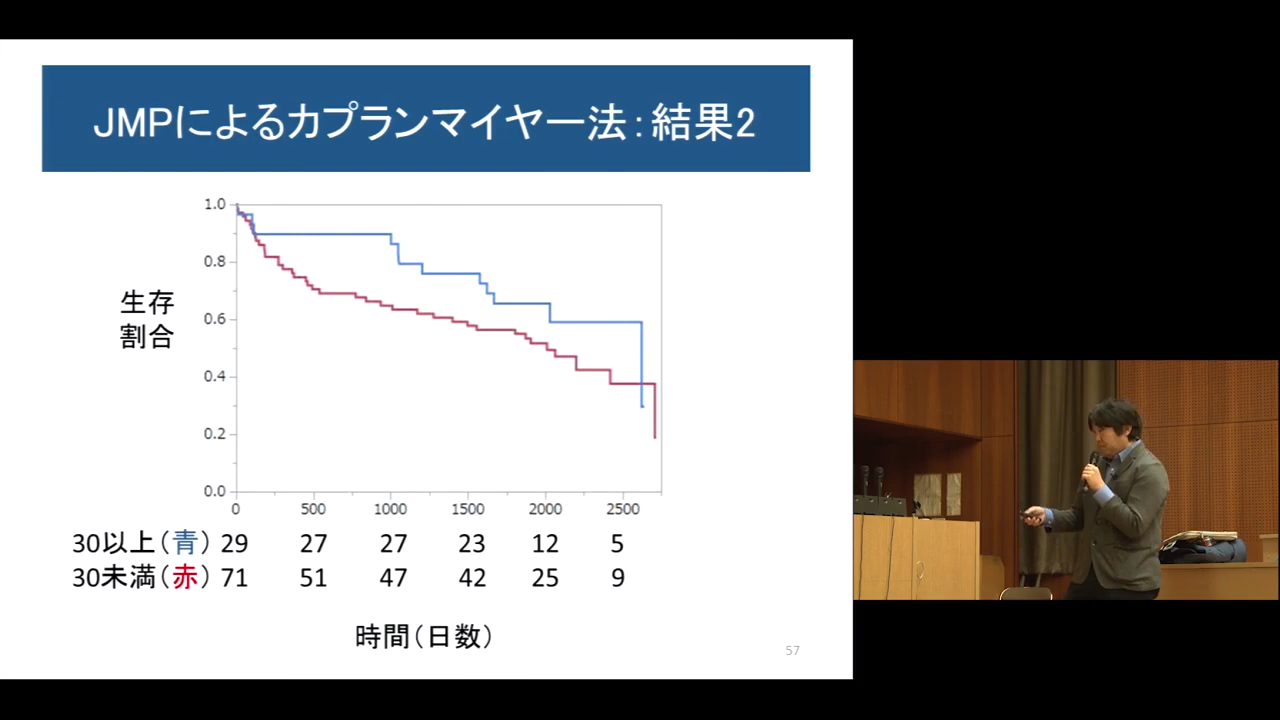 JMPによるカプランマイヤー法：結果2
1.0
0.8
0.6
0.4
0.2
0.0
生存
割合
0 500 1000 1500 2000 2500
30以上（青） 29 27 27 23 12 5
30未満（赤） 71 51 47 42 25 9
時間（日数）
57